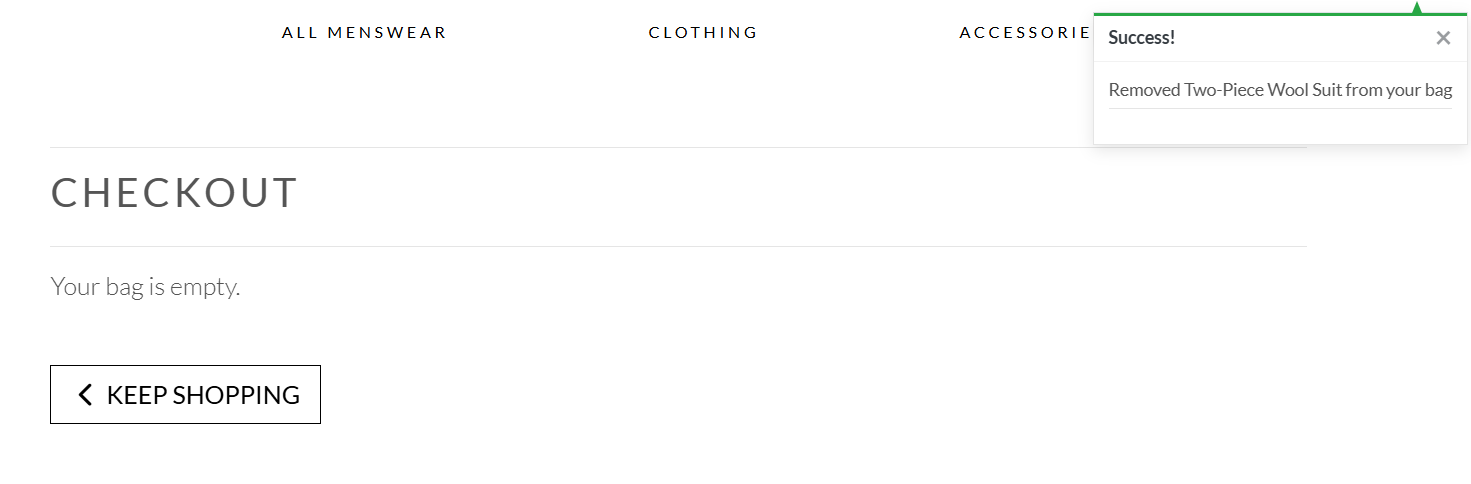 ALL MENSWEAR
CLOTHING
ACCESSORIE
Success!
Removed Two-Piece Wool Suit from your bag
CHECKOUT
Your bag is empty.
KEEP SHOPPING